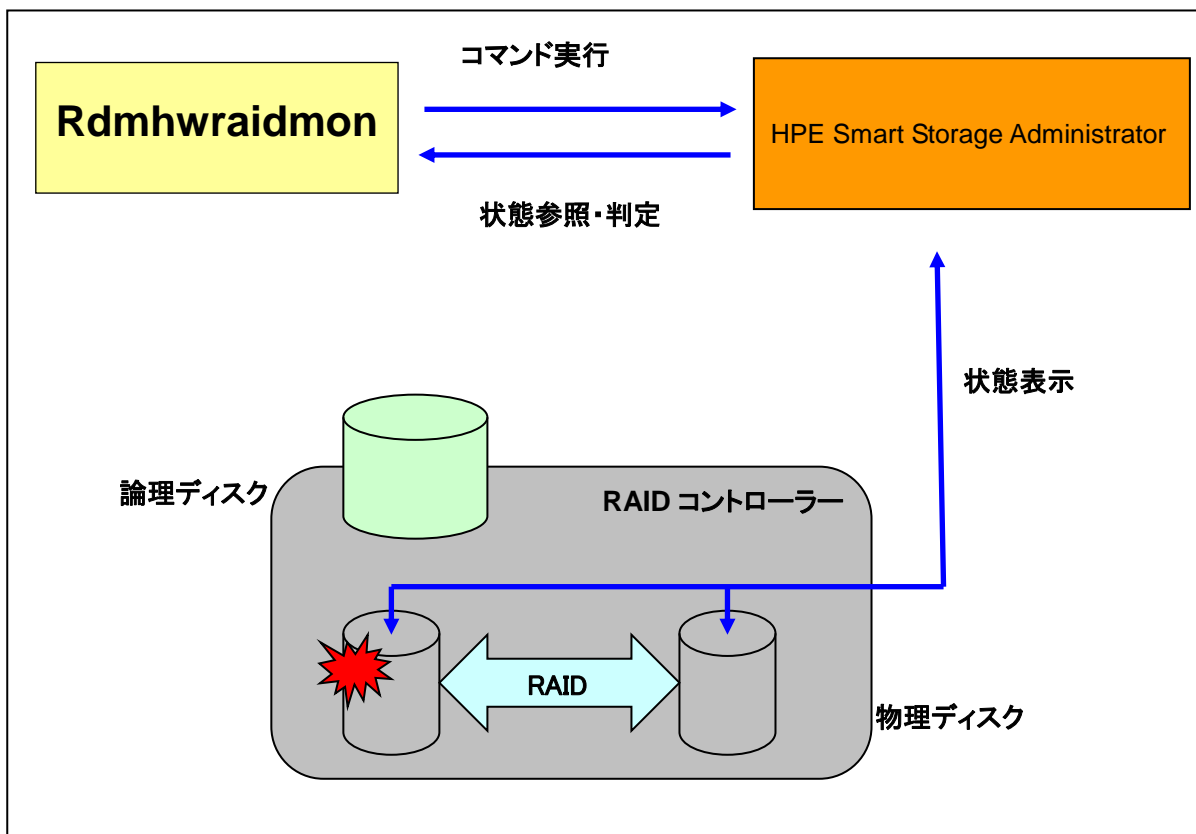 コマンド実行
Rdmhwraidmon
HPE Smart Storage Administrator
状態参照・判定
状態表示
論理ディスク
RAID コントローラー
RAID
物理ディスク